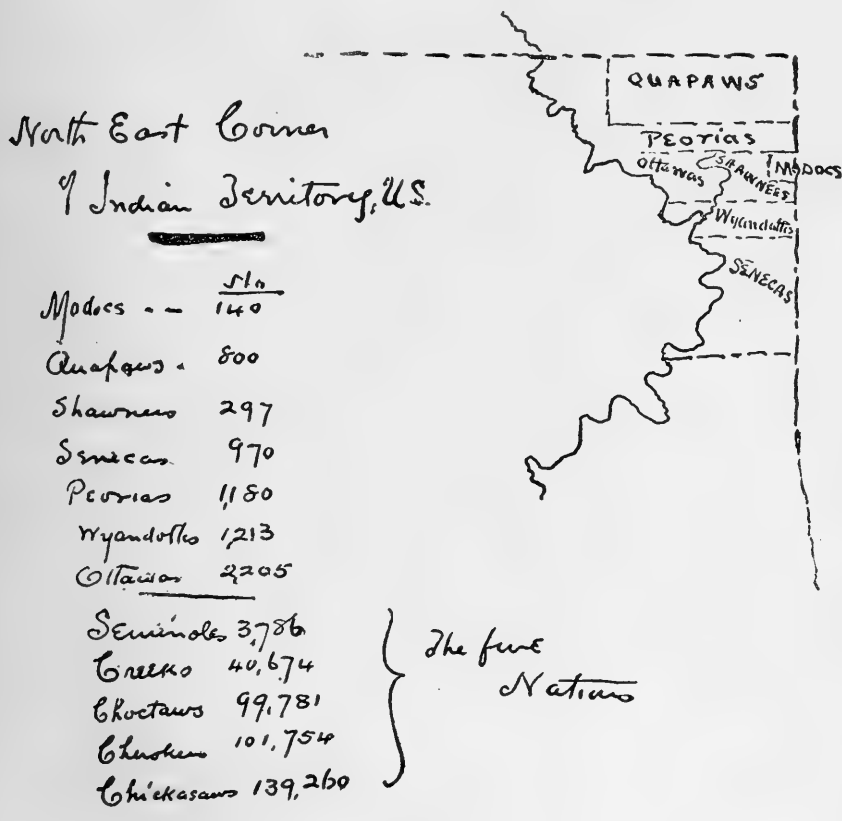 North East Corner
of Indian Territory, U.S.
Modocs -- 140
Quapaws. 800
Shawnees 297
Senecas 970
Peorias 1,180
Wyandotts 1,213
Ottawas 2,205
Seminoles 3,786
Creeks 40,674
Choctaws 99,781
Cherokees 101,754
Chickasaws 139,260
The five
Nations
QUAPAWS
PEORIAS
Ottawas
SHAWNEES
MODOCS
Wyandotts
SENECAS